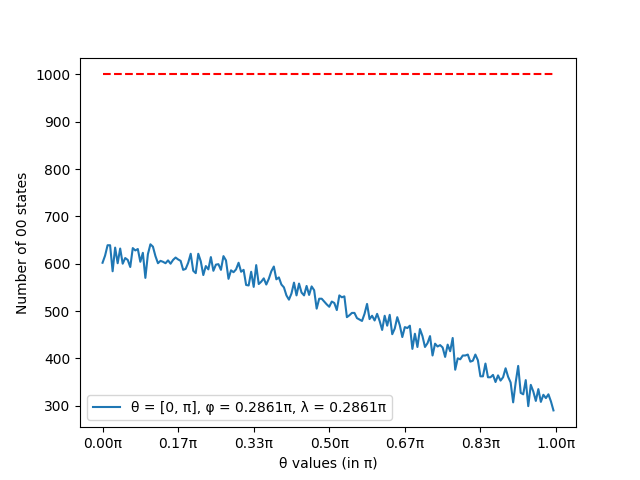 1000
900
800
700
600
500
400
300
Number of 00 states
θ = [0, π], φ = 0.2861π, λ = 0.2861π
0.00π 0.17π 0.33π 0.50π 0.67π 0.83π 1.00π
θ values (in π)